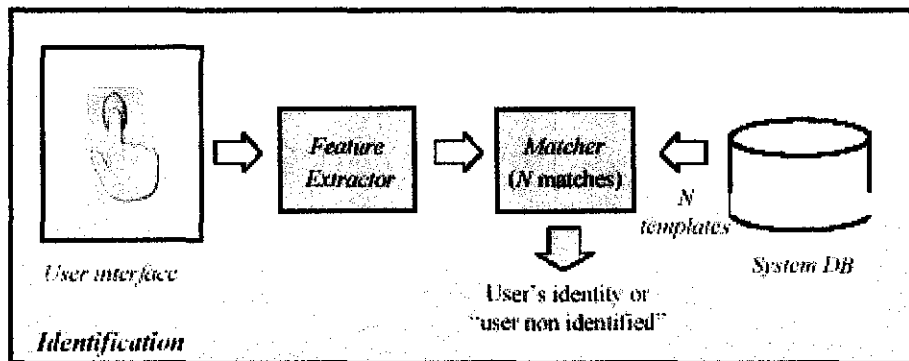 Feature
Extractor
Matcher
(N matches)
N
templates
User interface
System DB
User's identity or
"user non identified"
Identification